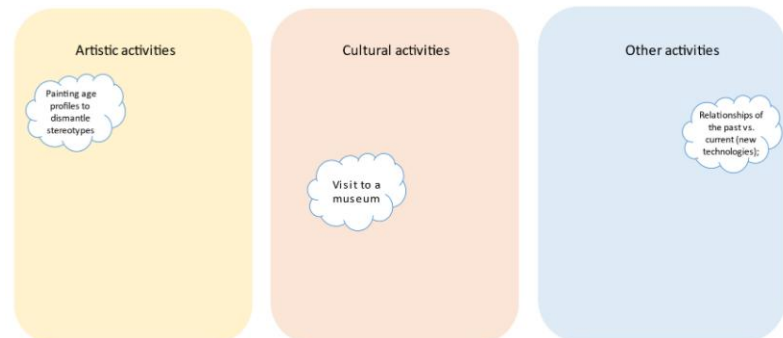 Artistic activities
Painting age
profiles to
dismantle
stereotypes
Cultural activities
Visit to a
museum
Other activities
Relationships of
the past vs.
current (new
technologies);